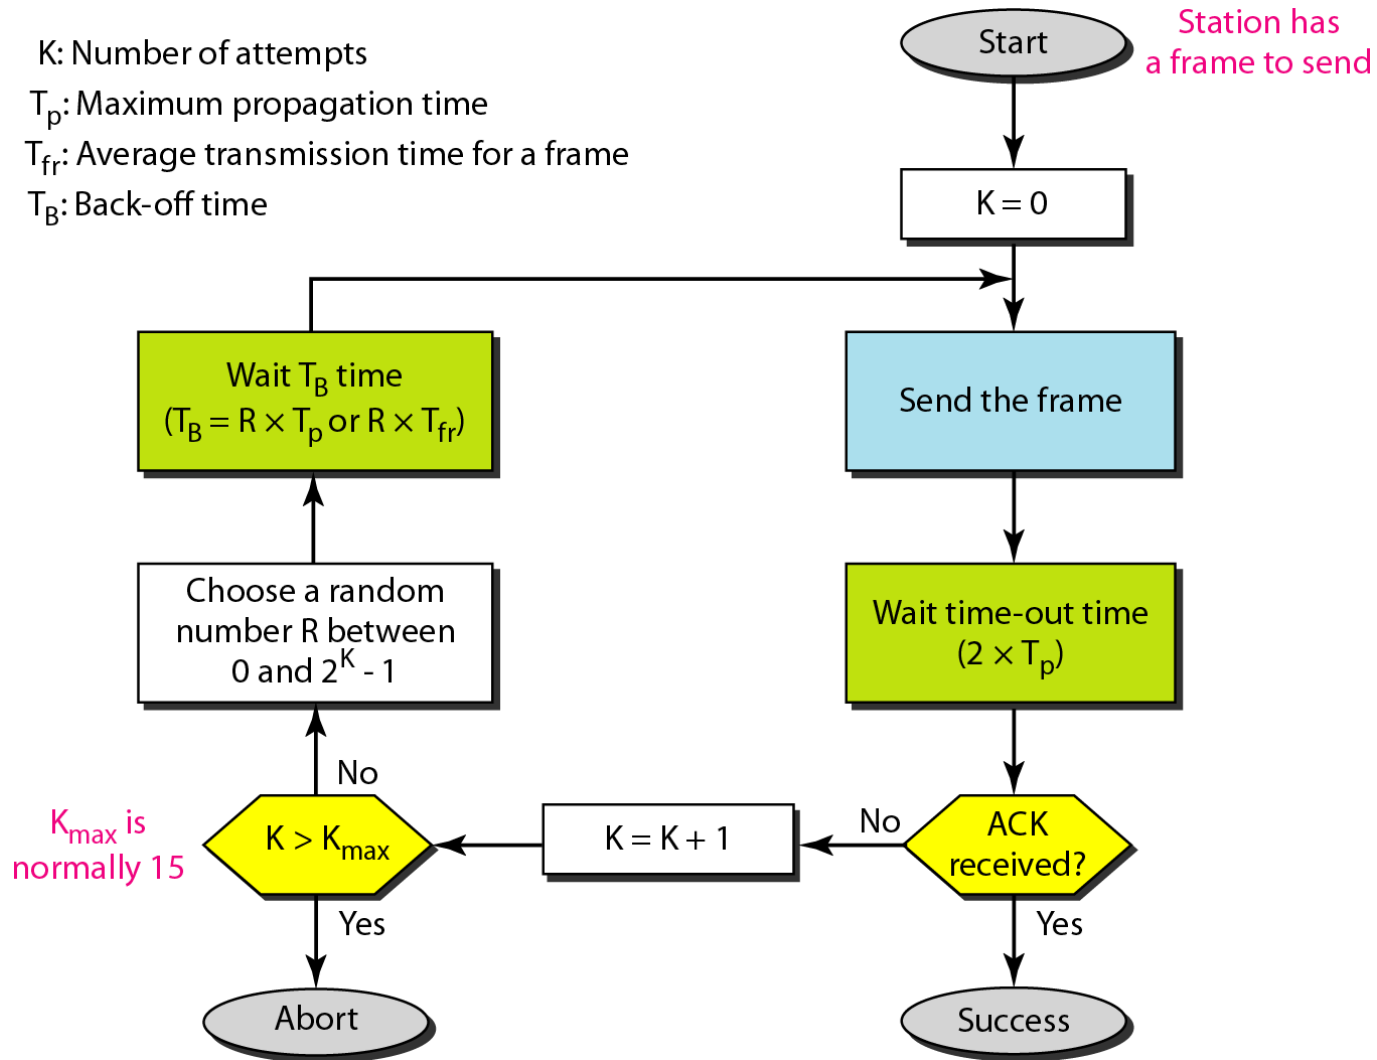 K: Number of attempts
Tp: Maximum propagation time
Tfr: Average transmission time for a frame
TB: Back-off time
Start
Station has
a frame to send
K = 0
Wait TB time
(TB = R × Tp or R × Tfr)
Send the frame
Choose a random
number R between
0 and 2^K - 1
Wait time-out time
(2 × Tp)
No
Kmax is
normally 15
K > Kmax
K = K + 1
No
ACK
received?
Yes
Yes
Abort
Success